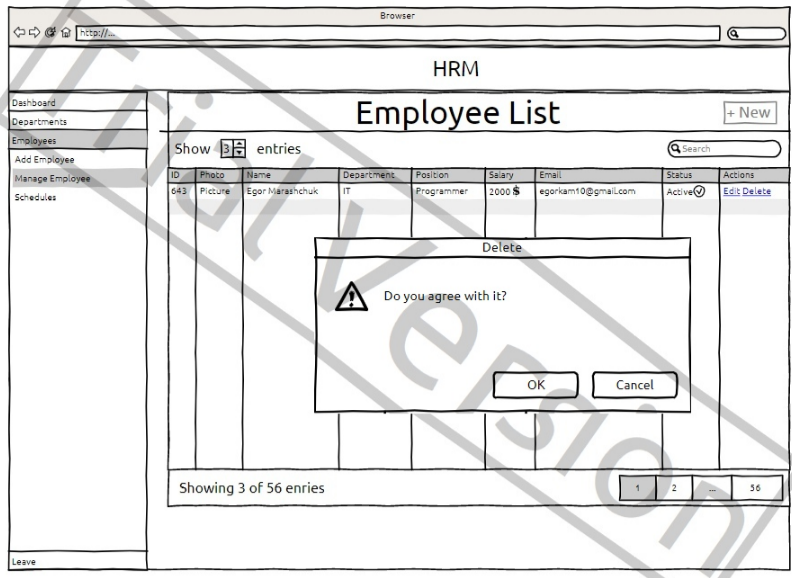 Browser
http://...
HRM
Dashboard
Departments
Employees
Add Employee
Manage Employee
Schedules
Leave
Employee List
+ New
Show 3 entries
Search
ID Photo Name Department Position Salary Email Status Actions
643 Picture Egor Marashchuk IT Programmer 2000 $ egorkam10@gmail.com Active Edit Delete
Delete
Do you agree with it?
OK Cancel
Showing 3 of 56 enries
1 2 ... 56
Trial Version